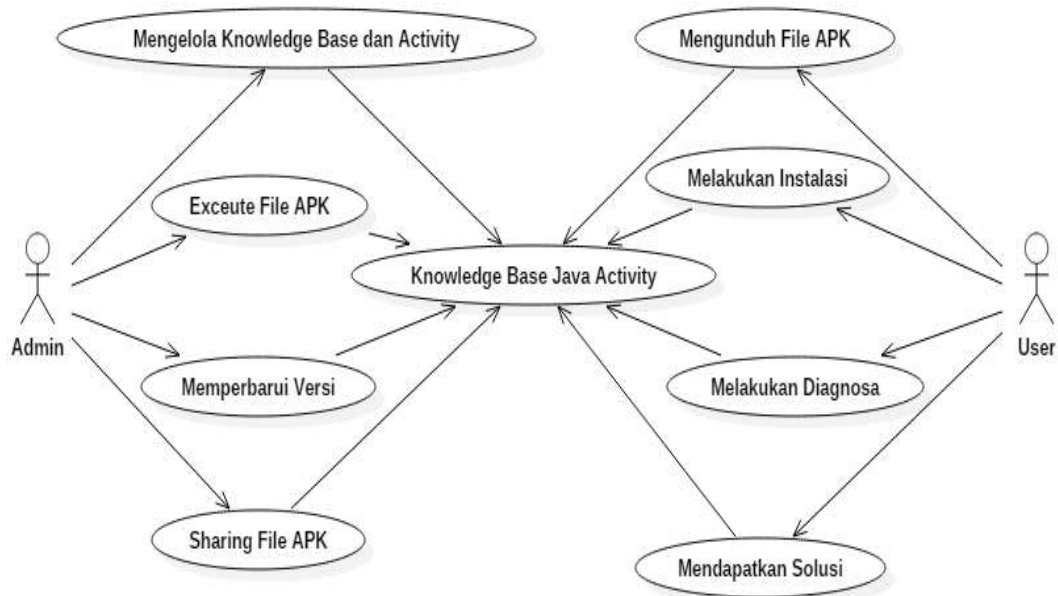 Mengelola Knowledge Base dan Activity
Mengunduh File APK
Exceute File APK
Melakukan Instalasi
Knowledge Base Java Activity
Admin
User
Memperbarui Versi
Melakukan Diagnosa
Sharing File APK
Mendapatkan Solusi